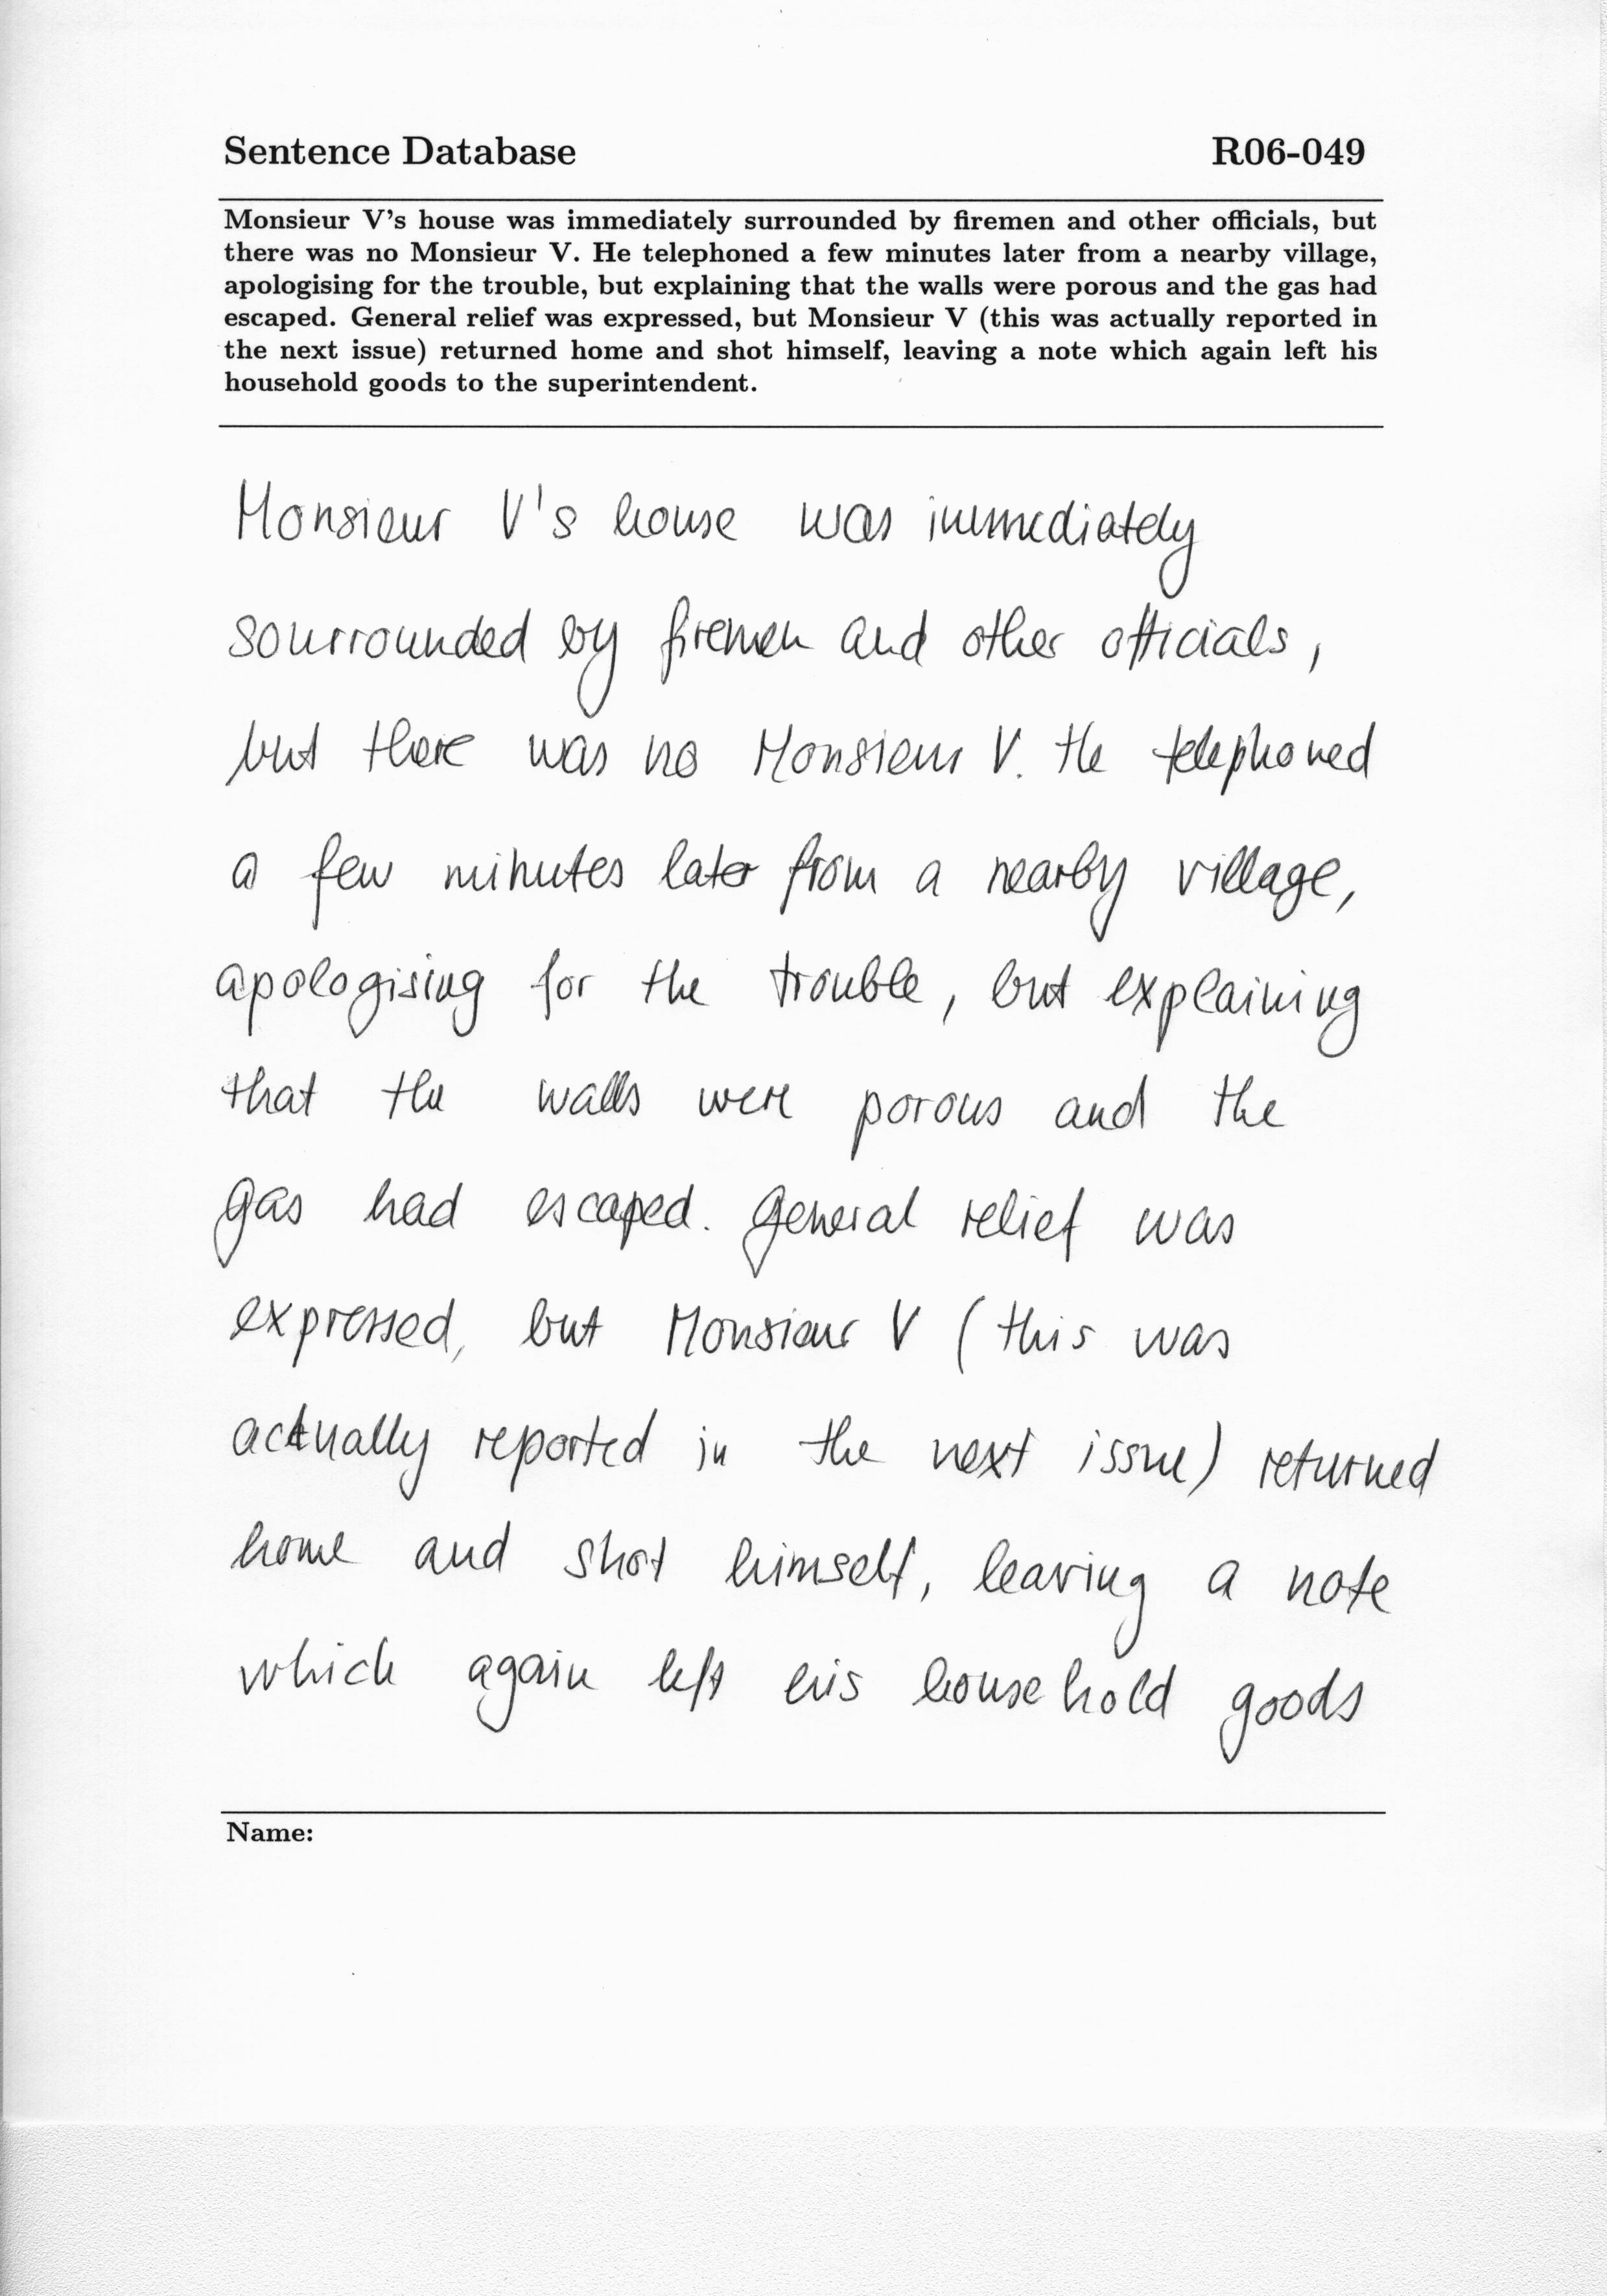 Sentence Database R06-049
Monsieur V's house was immediately surrounded by firemen and other officials, but
there was no Monsieur V. He telephoned a few minutes later from a nearby village,
apologising for the trouble, but explaining that the walls were porous and the gas had
escaped. General relief was expressed, but Monsieur V (this was actually reported in
the next issue) returned home and shot himself, leaving a note which again left his
household goods to the superintendent.
Monsieur V's house was immediately
sourrounded by firemen and other officials,
but there was no Monsieur V. He telephoned
a few minutes later from a nearby village,
apologising for the trouble, but explaining
that the walls were porous and the
gas had escaped. General relief was
expressed, but Monsieur V (this was
actually reported in the next issue) returned
home and shot himself, leaving a note
which again left his household goods
Name: